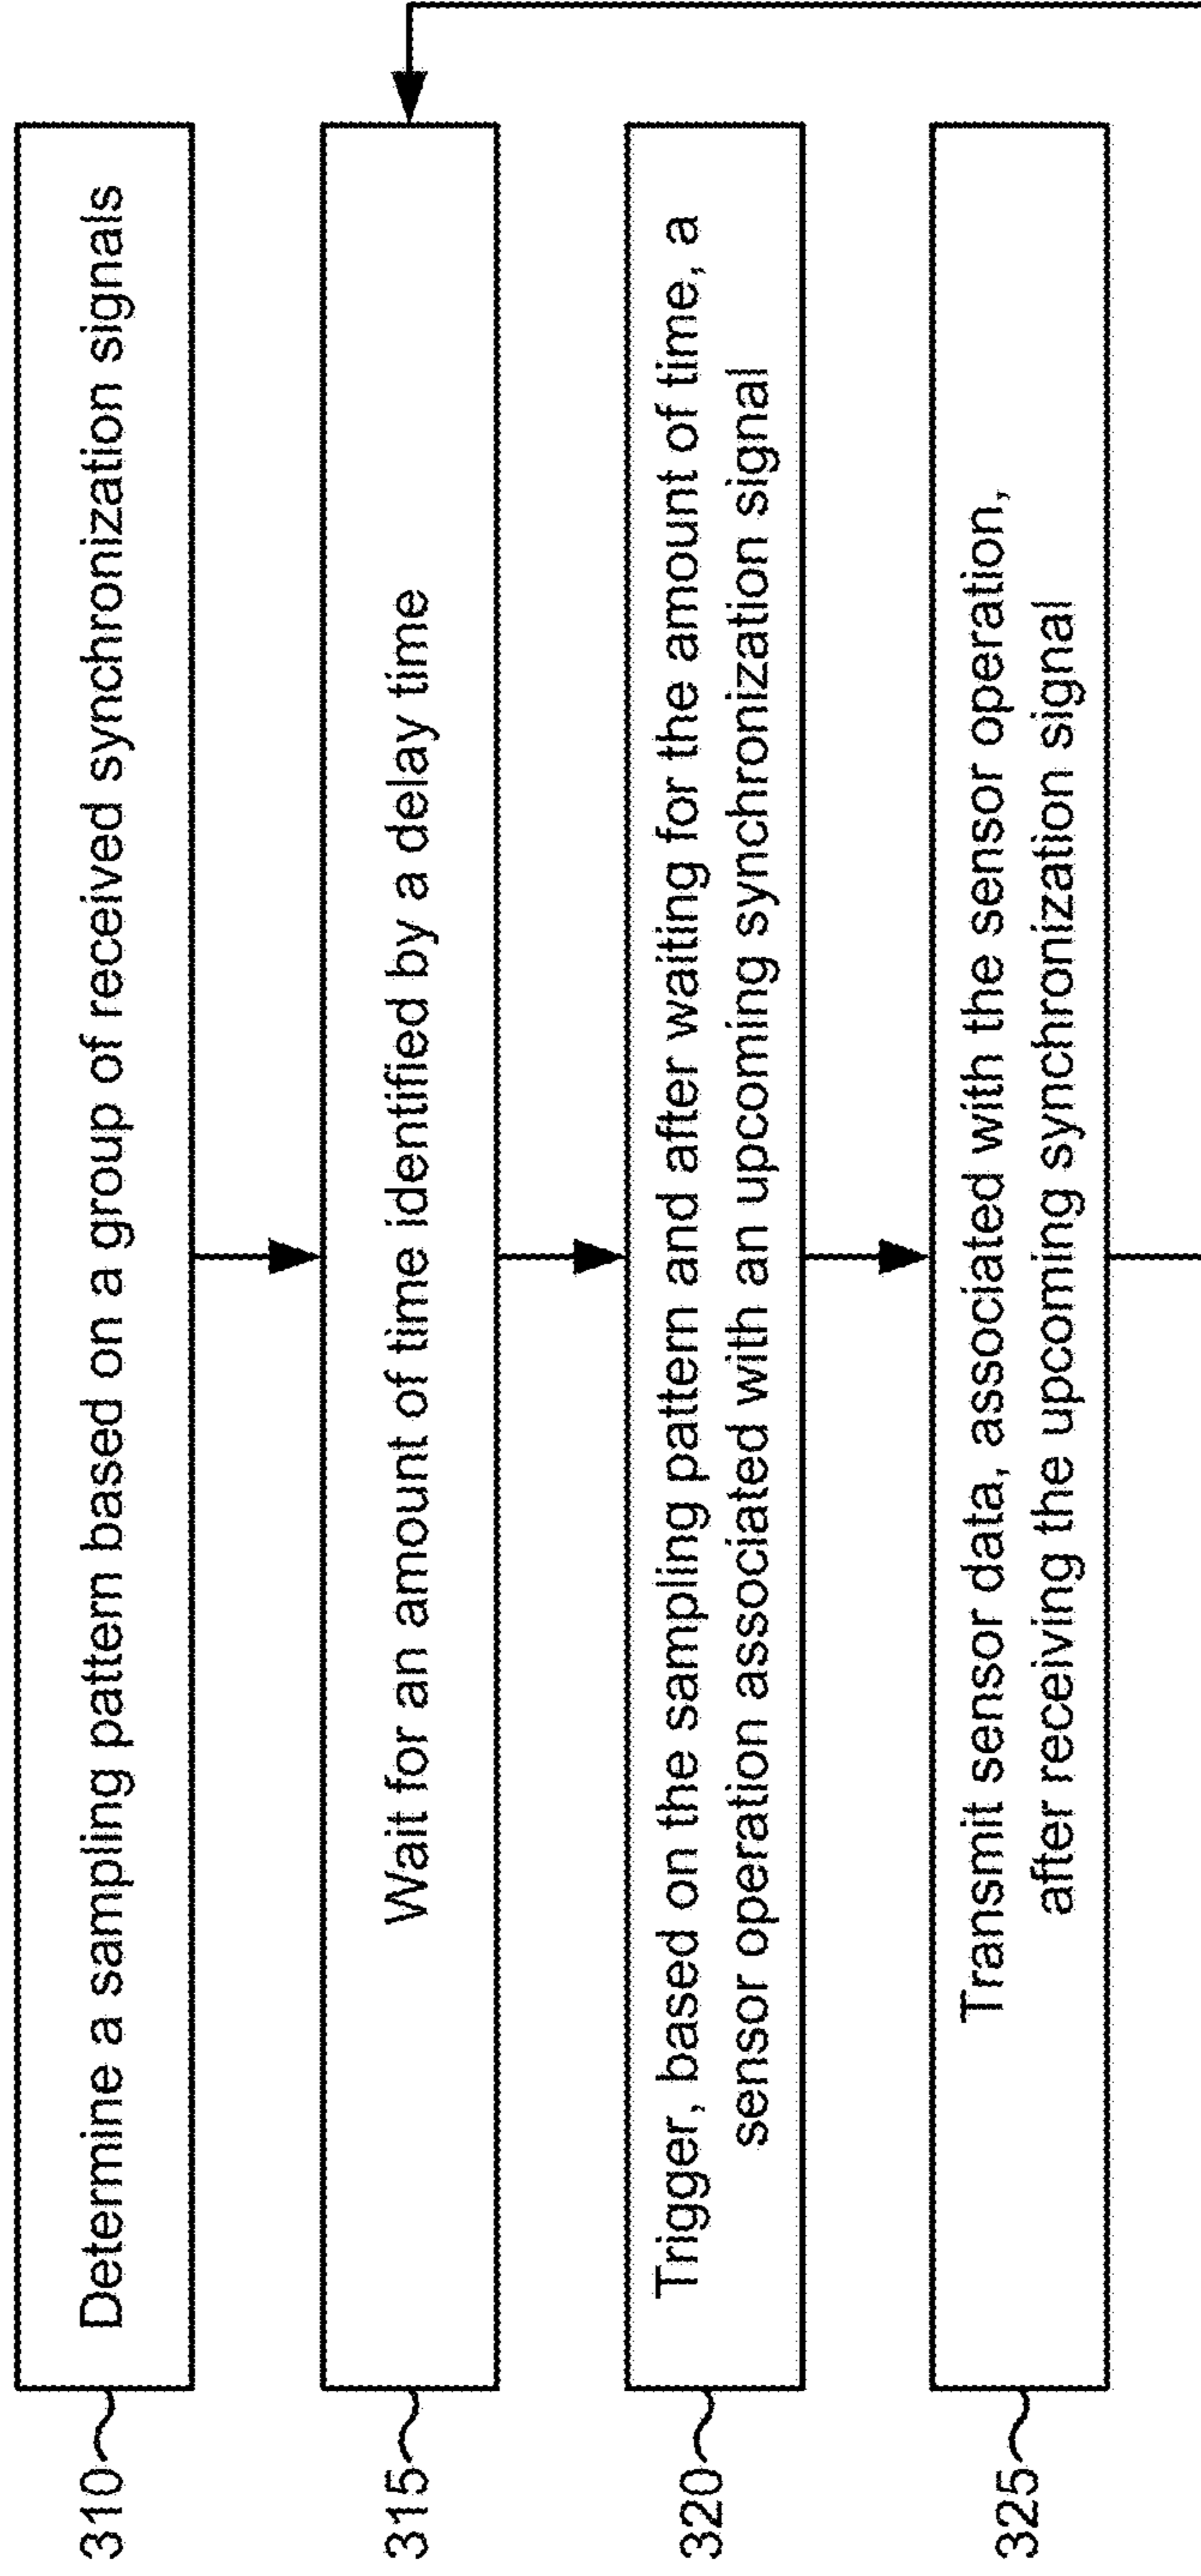 310
Determine a sampling pattern based on a group of received synchronization signals
315
Wait for an amount of time identified by a delay time
320
Trigger, based on the sampling pattern and after waiting for the amount of time, a
sensor operation associated with an upcoming synchronization signal
325
Transmit sensor data, associated with the sensor operation,
after receiving the upcoming synchronization signal